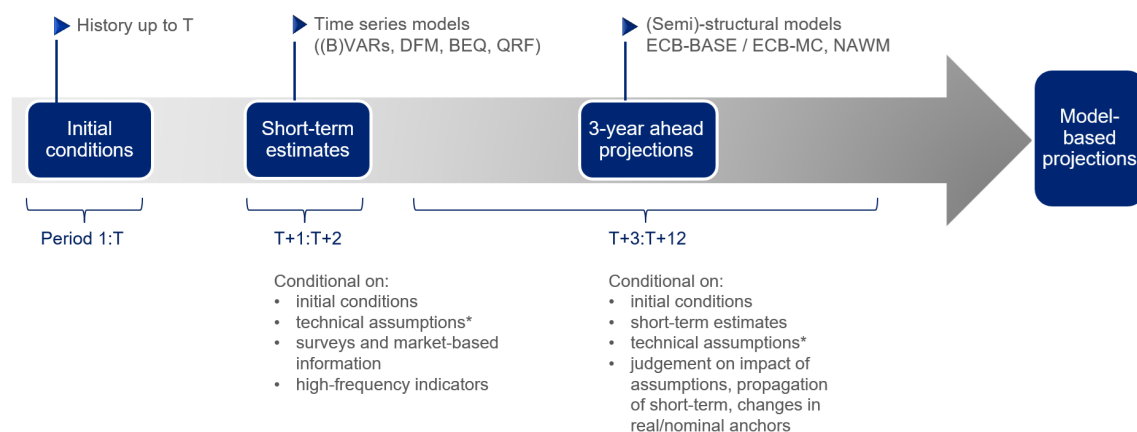 History up to T
Time series models
((B)VARs, DFM, BEQ, QRF)
(Semi)-structural models
ECB-BASE / ECB-MC, NAWM
Initial
conditions
Short-term
estimates
3-year ahead
projections
Model-
based
projections
Period 1:T
T+1:T+2
T+3:T+12
Conditional on:
• initial conditions
• technical assumptions*
• surveys and market-based
information
• high-frequency indicators
Conditional on:
• initial conditions
• short-term estimates
• technical assumptions*
• judgement on impact of
assumptions, propagation
of short-term, changes in
real/nominal anchors